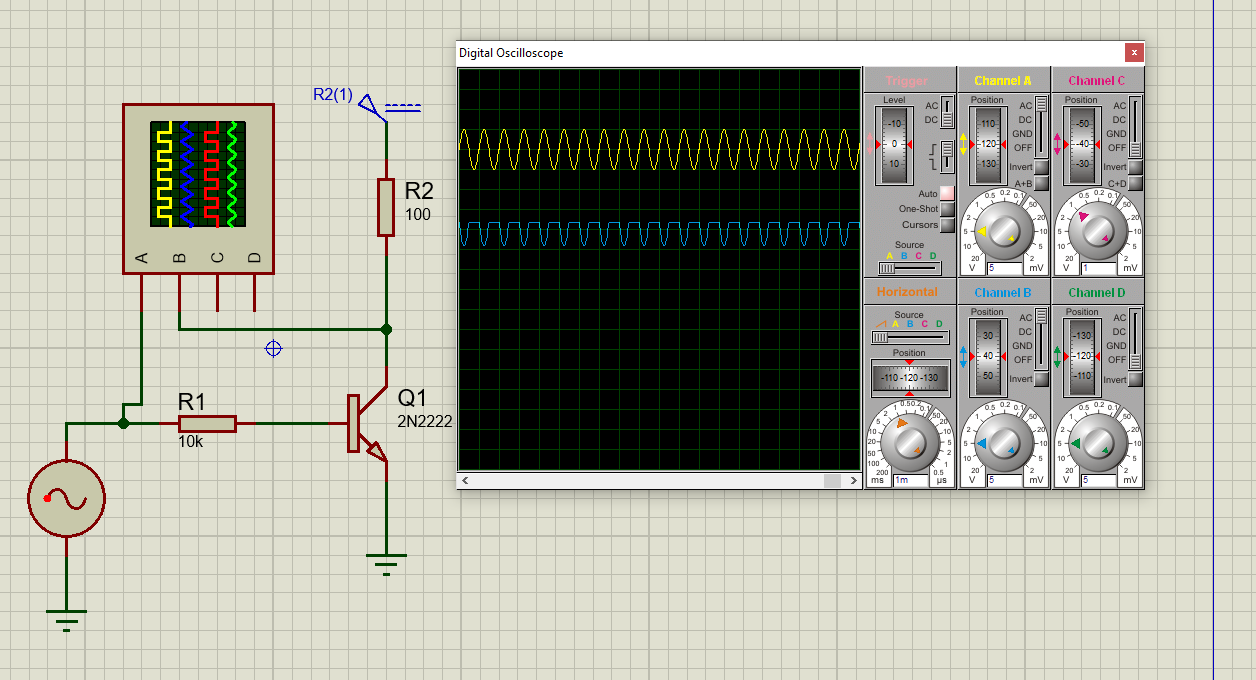 Digital Oscilloscope
x
R2(1)
R2
100
A
B
C
D
R1
10k
Q1
2N2222
Trigger
Level
-10
0
10
AC
DC
Auto
One-Shot
Cursors
Source
A B C D
Channel A
Position
-110
-120
130
AC
DC
GND
OFF
Invert
A+B
20 10 5 2 1 0.5 0.2 0.1 50 20 10 5 2
V 5 mV
Channel C
Position
-50
-40
-30
AC
DC
GND
OFF
Invert
C+D
20 10 5 2 1 0.5 0.2 0.1 50 20 10 5 2
V 1 mV
Horizontal
Source
A B C D
Position
-110 -120 -130
200 100 50 20 10 5 2 1 0.5 0.2 0.1 50 20 10 5 2 1 0.5
ms 1m µs
Channel B
Position
30
40
50
AC
DC
GND
OFF
Invert
20 10 5 2 1 0.5 0.2 0.1 50 20 10 5 2
V 5 mV
Channel D
Position
-130
-120
-110
AC
DC
GND
OFF
Invert
20 10 5 2 1 0.5 0.2 0.1 50 20 10 5 2
V 5 mV